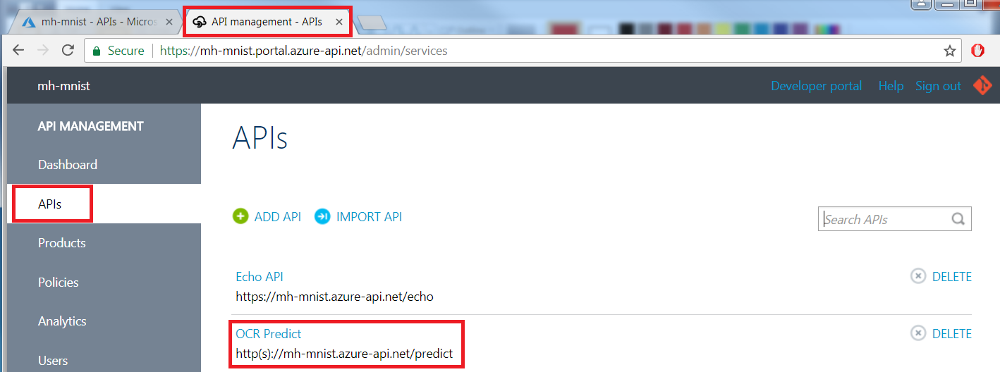 mh-mnist - APIs - Micros
API management - APIs
Secure
https://mh-mnist.portal.azure-api.net/admin/services
mh-mnist
Developer portal
Help
Sign out
API MANAGEMENT
Dashboard
APIs
Products
Policies
Analytics
Users
APIs
ADD API
IMPORT API
Search APIs
Echo API
DELETE
https://mh-mnist.azure-api.net/echo
OCR Predict
DELETE
http(s)://mh-mnist.azure-api.net/predict